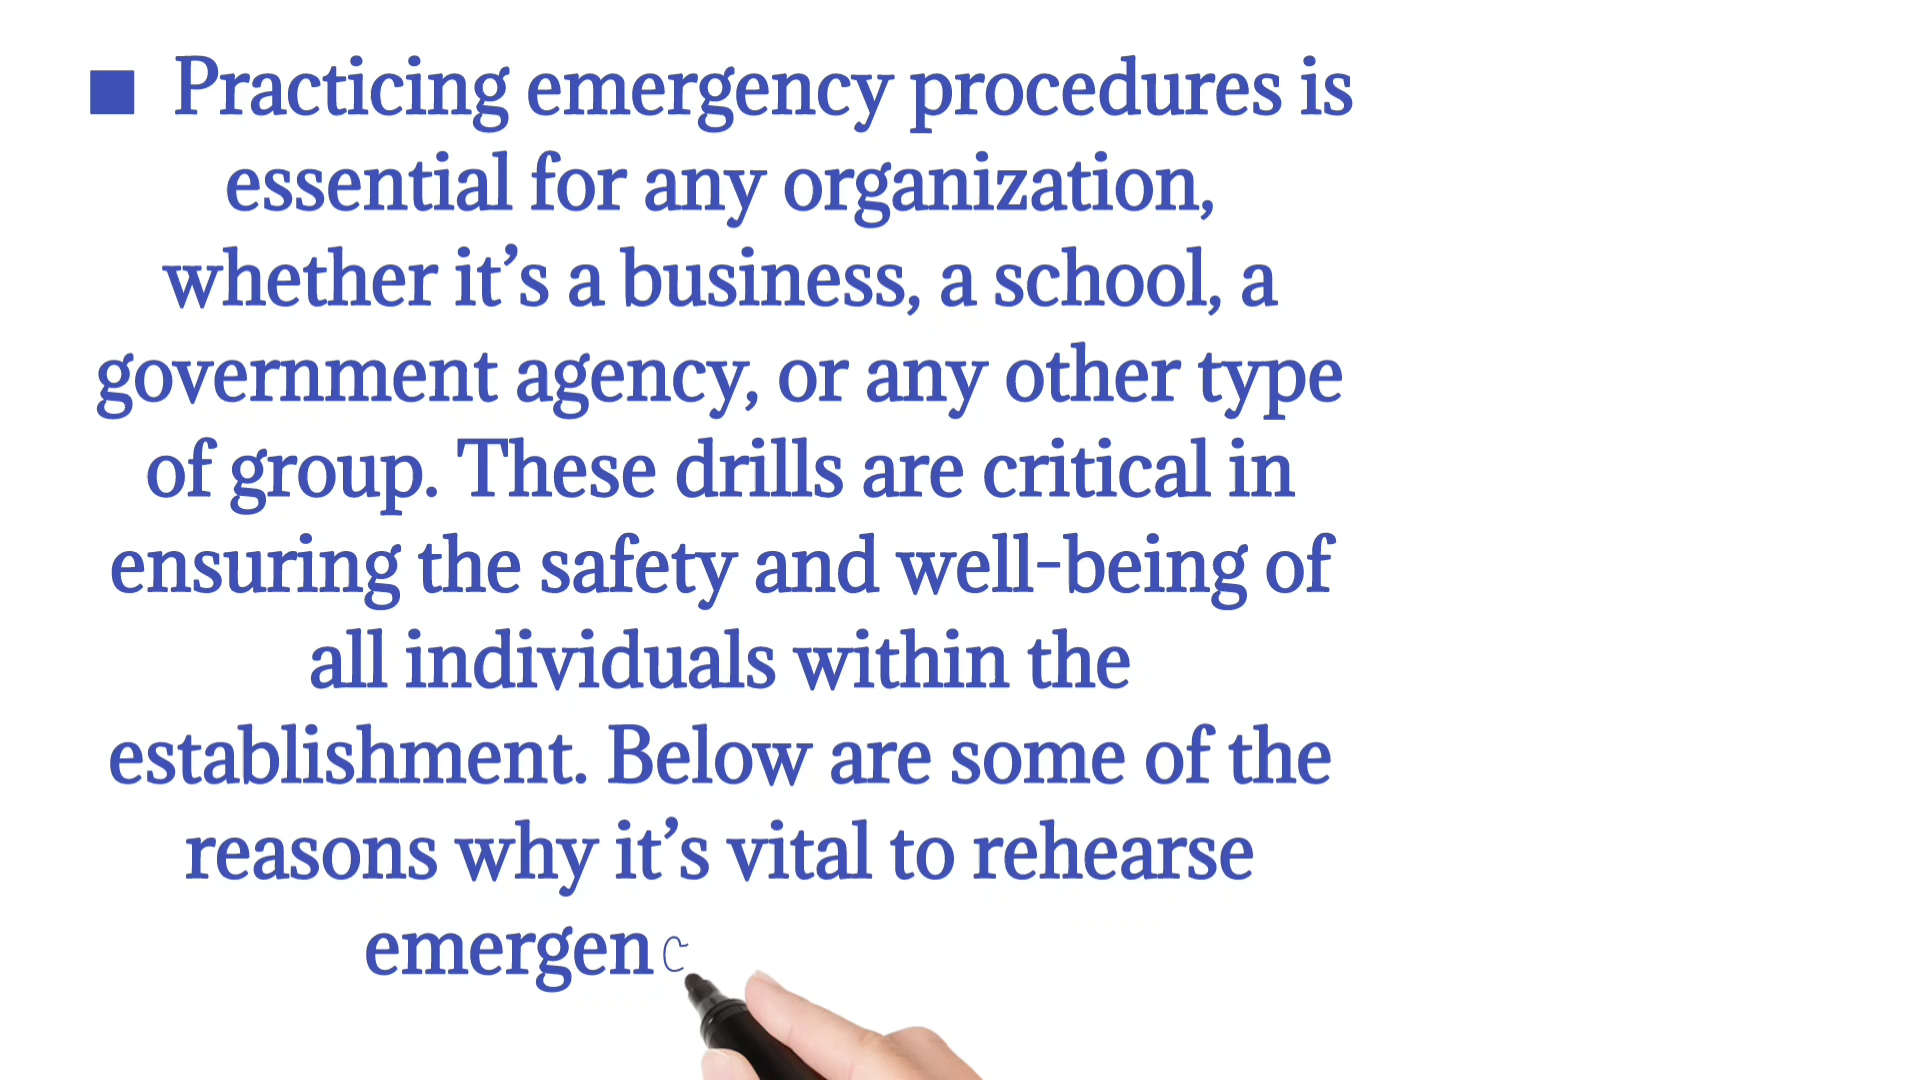 ■ Practicing emergency procedures is
essential for any organization,
whether it’s a business, a school, a
government agency, or any other type
of group. These drills are critical in
ensuring the safety and well-being of
all individuals within the
establishment. Below are some of the
reasons why it’s vital to rehearse
emergenc